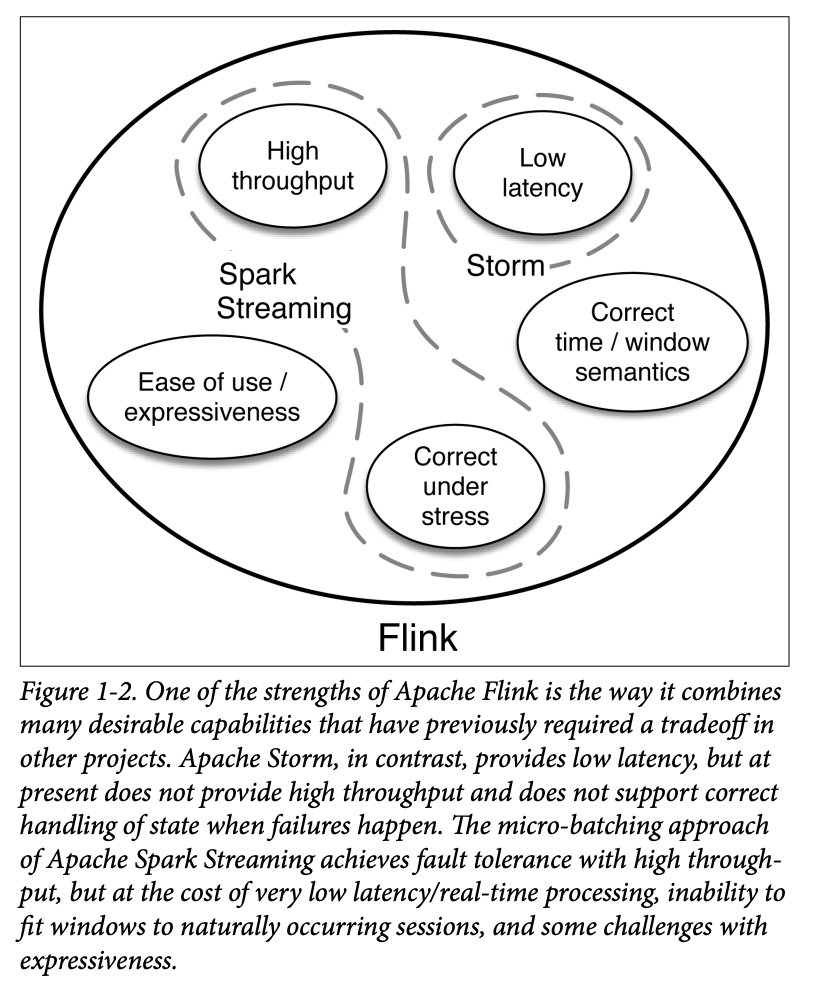 High
throughput
Low
latency
Spark
Streaming
Storm
Correct
time / window
semantics
Ease of use /
expressiveness
Correct
under
stress
Flink
Figure 1-2. One of the strengths of Apache Flink is the way it combines
many desirable capabilities that have previously required a tradeoff in
other projects. Apache Storm, in contrast, provides low latency, but at
present does not provide high throughput and does not support correct
handling of state when failures happen. The micro-batching approach
of Apache Spark Streaming achieves fault tolerance with high through-
put, but at the cost of very low latency/real-time processing, inability to
fit windows to naturally occurring sessions, and some challenges with
expressiveness.